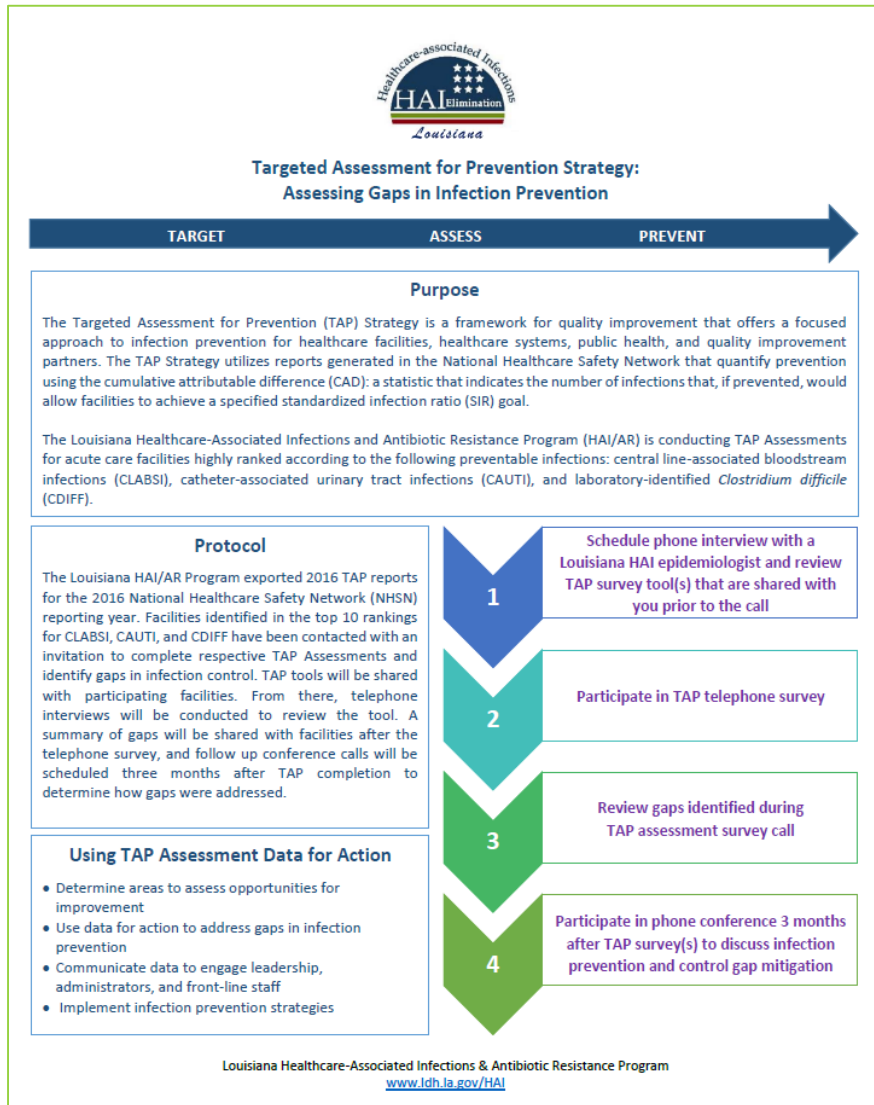 Healthcare-associated Infections
HAI Elimination
Louisiana
Targeted Assessment for Prevention Strategy:
Assessing Gaps in Infection Prevention
TARGET ASSESS PREVENT
Purpose
The Targeted Assessment for Prevention (TAP) Strategy is a framework for quality improvement that offers a focused
approach to infection prevention for healthcare facilities, healthcare systems, public health, and quality improvement
partners. The TAP Strategy utilizes reports generated in the National Healthcare Safety Network that quantify prevention
using the cumulative attributable difference (CAD): a statistic that indicates the number of infections that, if prevented, would
allow facilities to achieve a specified standardized infection ratio (SIR) goal.
The Louisiana Healthcare-Associated Infections and Antibiotic Resistance Program (HAI/AR) is conducting TAP Assessments
for acute care facilities highly ranked according to the following preventable infections: central line-associated bloodstream
infections (CLABSI), catheter-associated urinary tract infections (CAUTI), and laboratory-identified Clostridium difficile
(CDIFF).
Protocol
The Louisiana HAI/AR Program exported 2016 TAP reports
for the 2016 National Healthcare Safety Network (NHSN)
reporting year. Facilities identified in the top 10 rankings
for CLABSI, CAUTI, and CDIFF have been contacted with an
invitation to complete respective TAP Assessments and
identify gaps in infection control. TAP tools will be shared
with participating facilities. From there, telephone
interviews will be conducted to review the tool. A
summary of gaps will be shared with facilities after the
telephone survey, and follow up conference calls will be
scheduled three months after TAP completion to
determine how gaps were addressed.
Using TAP Assessment Data for Action
• Determine areas to assess opportunities for
improvement
• Use data for action to address gaps in infection
prevention
• Communicate data to engage leadership,
administrators, and front-line staff
• Implement infection prevention strategies
1
Schedule phone interview with a
Louisiana HAI epidemiologist and review
TAP survey tool(s) that are shared with
you prior to the call
2
Participate in TAP telephone survey
3
Review gaps identified during
TAP assessment survey call
4
Participate in phone conference 3 months
after TAP survey(s) to discuss infection
prevention and control gap mitigation
Louisiana Healthcare-Associated Infections & Antibiotic Resistance Program
www.ldh.la.gov/HAI